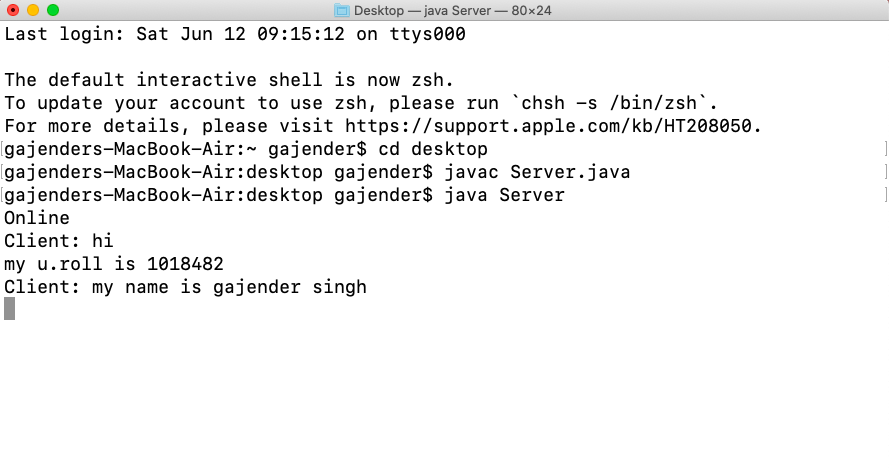 Desktop — java Server — 80×24
Last login: Sat Jun 12 09:15:12 on ttys000
The default interactive shell is now zsh.
To update your account to use zsh, please run `chsh -s /bin/zsh`.
For more details, please visit https://support.apple.com/kb/HT208050.
[gajenders-MacBook-Air:~ gajender$ cd desktop ]
[gajenders-MacBook-Air:desktop gajender$ javac Server.java ]
[gajenders-MacBook-Air:desktop gajender$ java Server ]
Online
Client: hi
my u.roll is 1018482
Client: my name is gajender singh